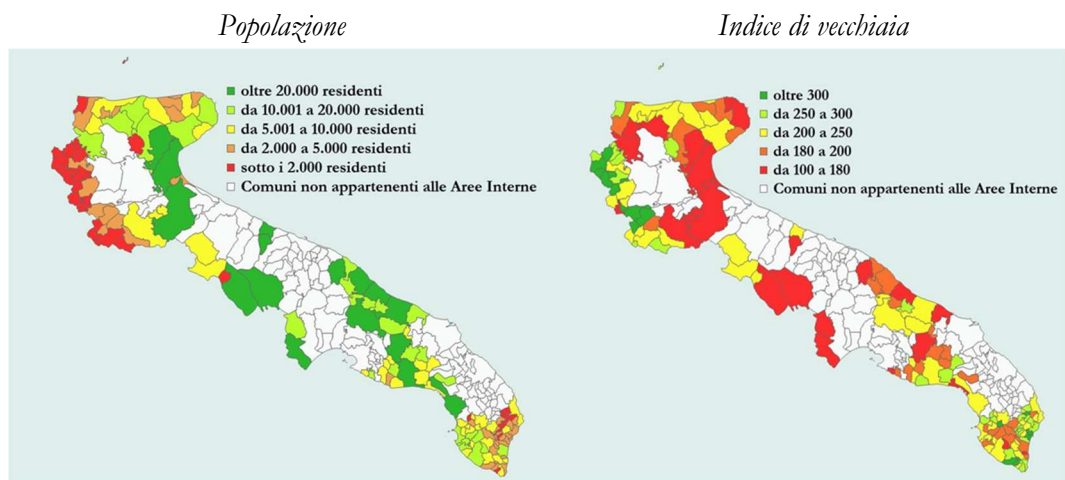 Popolazione
Indice di vecchiaia
oltre 20.000 residenti
da 10.001 a 20.000 residenti
da 5.001 a 10.000 residenti
da 2.000 a 5.000 residenti
sotto i 2.000 residenti
Comuni non appartenenti alle Aree Interne
oltre 300
da 250 a 300
da 200 a 250
da 180 a 200
da 100 a 180
Comuni non appartenenti alle Aree Interne